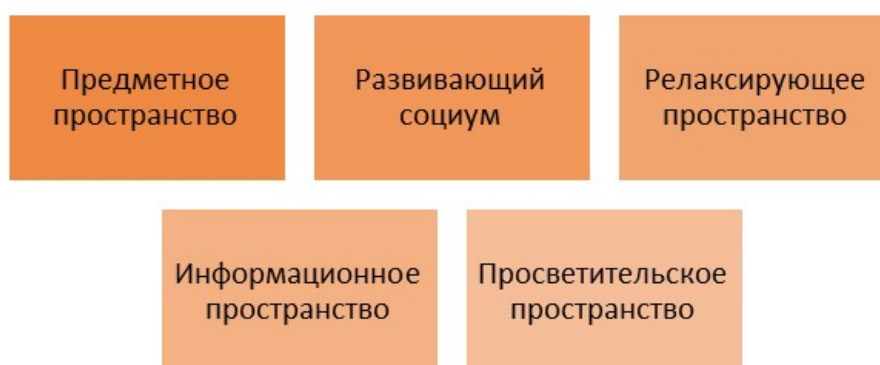 Предметное
пространство
Развивающий
социум
Релаксирующее
пространство
Информационное
пространство
Просветительское
пространство